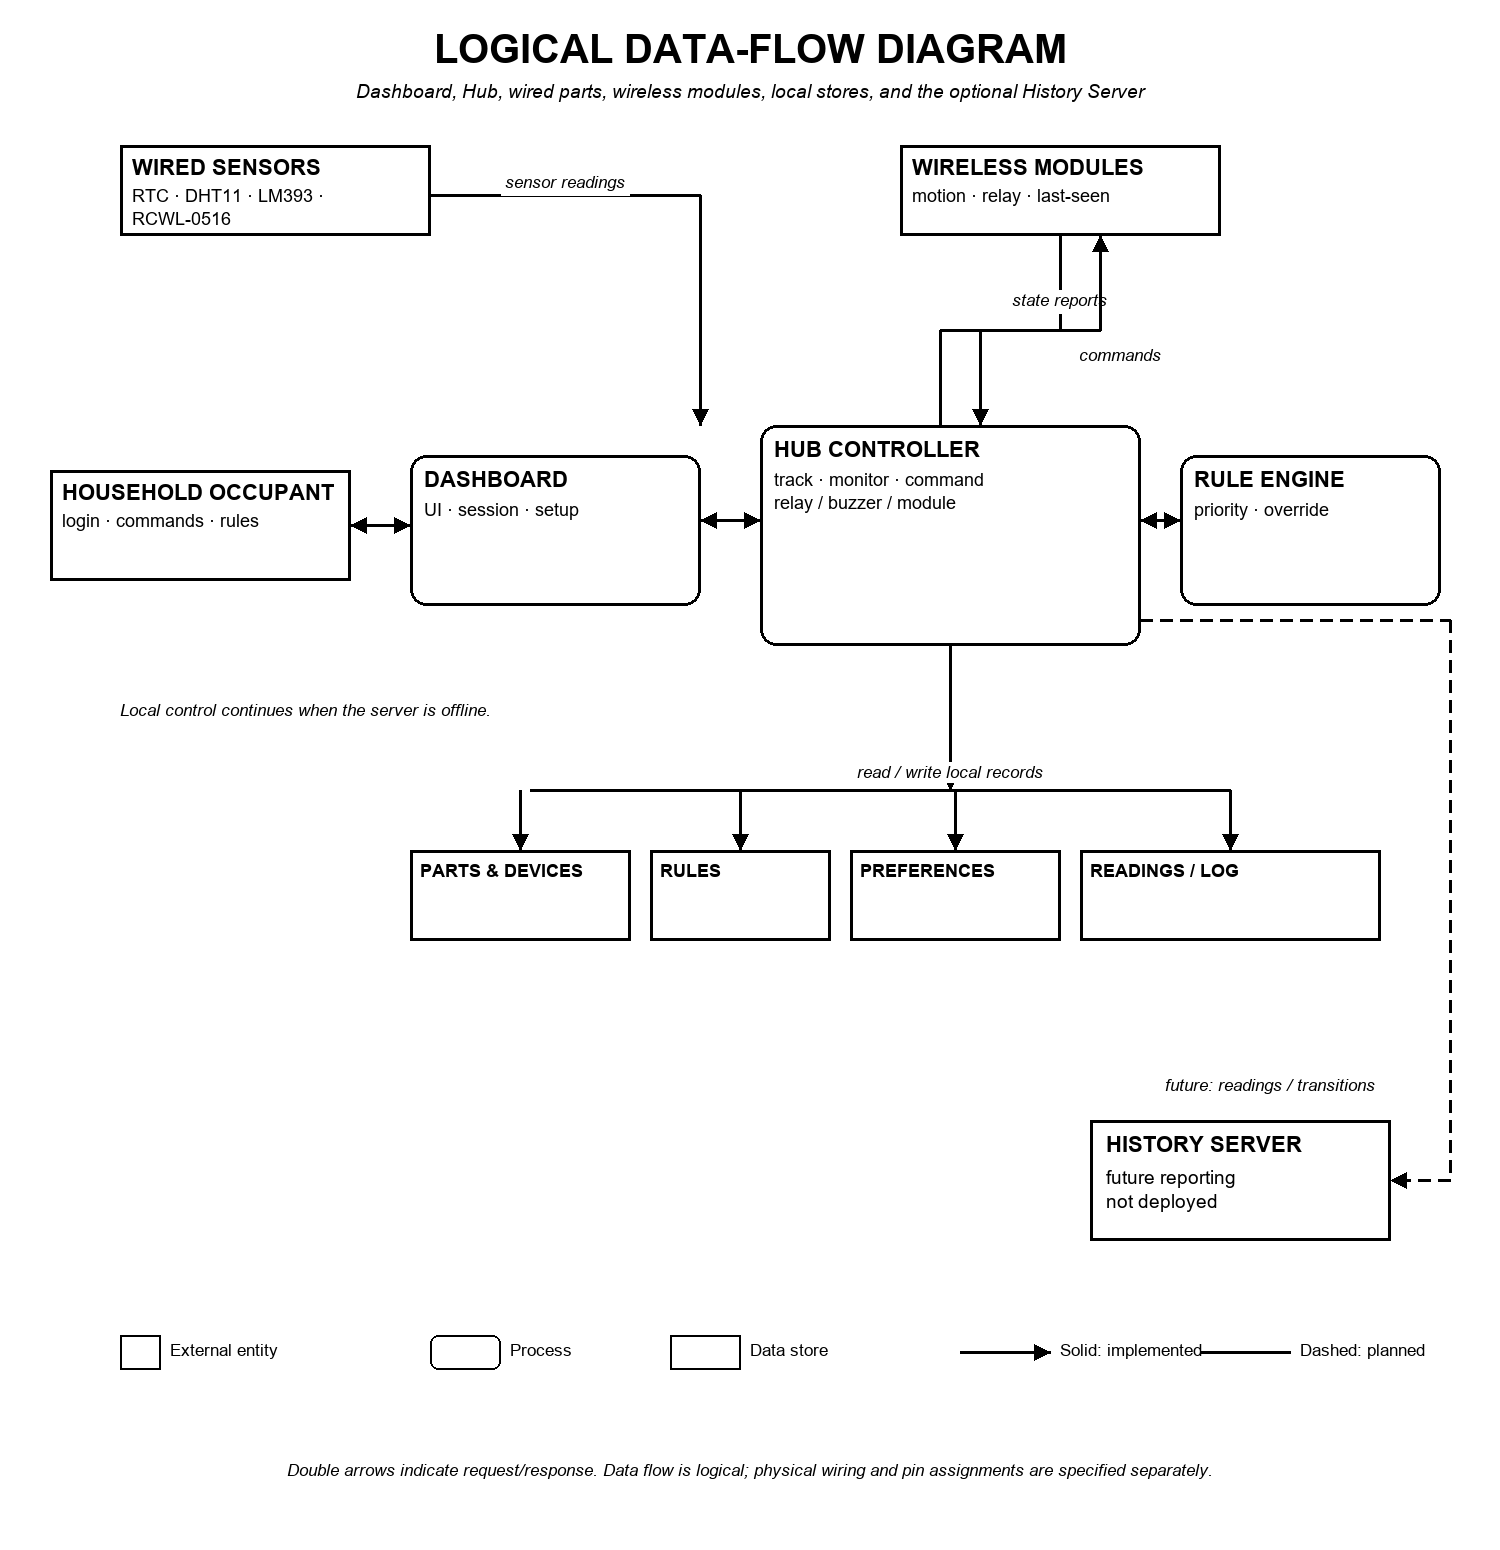 LOGICAL DATA-FLOW DIAGRAM
Dashboard, Hub, wired parts, wireless modules, local stores, and the optional History Server
WIRED SENSORS
RTC · DHT11 · LM393 ·
RCWL-0516
sensor readings
WIRELESS MODULES
motion · relay · last-seen
state reports
commands
HOUSEHOLD OCCUPANT
login · commands · rules
DASHBOARD
UI · session · setup
HUB CONTROLLER
track · monitor · command
relay / buzzer / module
RULE ENGINE
priority · override
Local control continues when the server is offline.
read / write local records
PARTS & DEVICES
RULES
PREFERENCES
READINGS / LOG
future: readings / transitions
HISTORY SERVER
future reporting
not deployed
External entity
Process
Data store
Solid: implemented
Dashed: planned
Double arrows indicate request/response. Data flow is logical; physical wiring and pin assignments are specified separately.